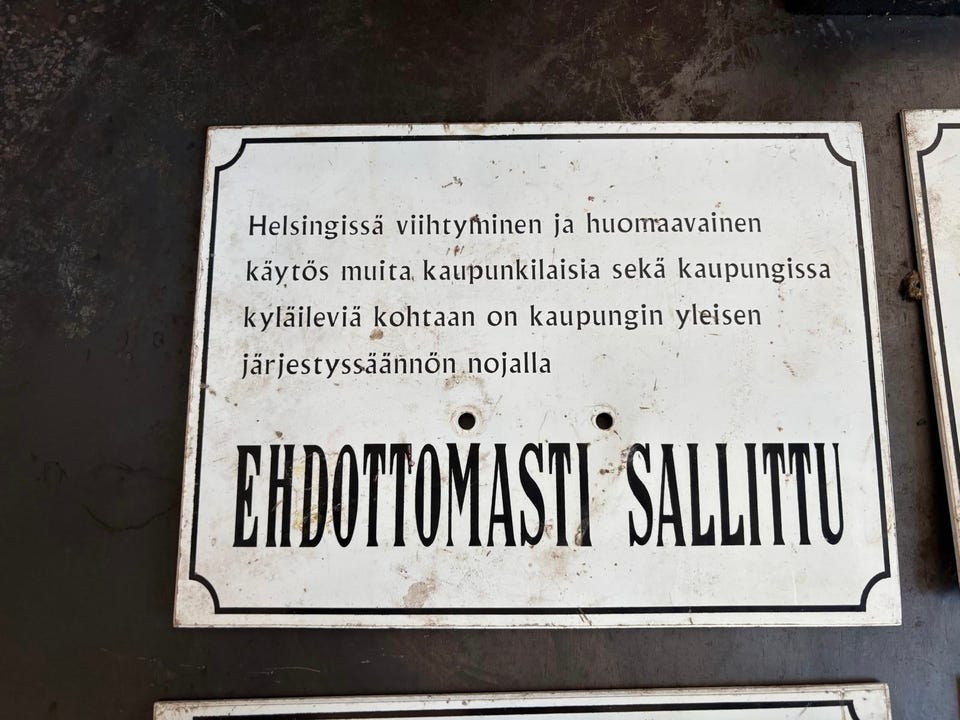 Helsingissä viihtyminen ja huomaavainen
käytös muita kaupunkilaisia sekä kaupungissa
kyläileviä kohtaan on kaupungin yleisen
järjestyssäännön nojalla
EHDOTTOMASTI SALLITTU